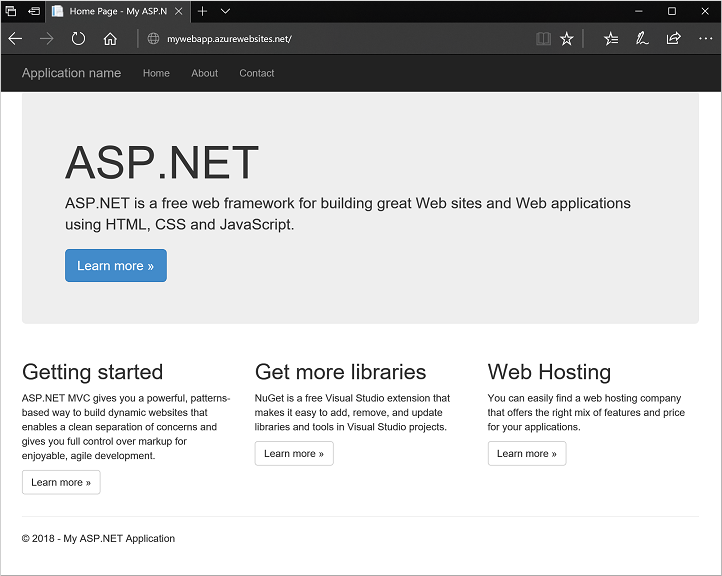 Home Page - My ASP.N
mywebapp.azurewebsites.net/
Application name Home About Contact
ASP.NET
ASP.NET is a free web framework for building great Web sites and Web applications
using HTML, CSS and JavaScript.
Learn more »
Getting started
ASP.NET MVC gives you a powerful, patterns-
based way to build dynamic websites that
enables a clean separation of concerns and
gives you full control over markup for
enjoyable, agile development.
Learn more »
Get more libraries
NuGet is a free Visual Studio extension that
makes it easy to add, remove, and update
libraries and tools in Visual Studio projects.
Learn more »
Web Hosting
You can easily find a web hosting company
that offers the right mix of features and price
for your applications.
Learn more »
© 2018 - My ASP.NET Application